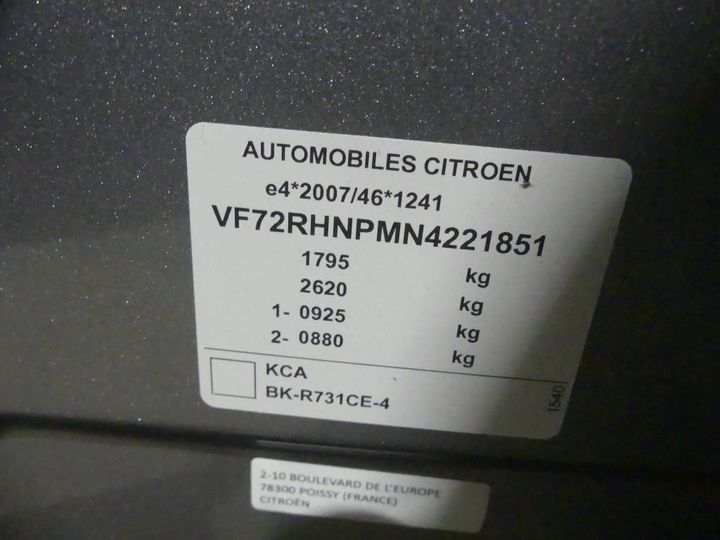 AUTOMOBILES CITROEN
e4*2007/46*1241
VF72RHNPMN4221851
1795 kg
2620 kg
1- 0925 kg
2- 0880 kg
KCA
BK-R731CE-4
1540
2-10 BOULEVARD DE L'EUROPE
78300 POISSY (FRANCE)
CITROËN